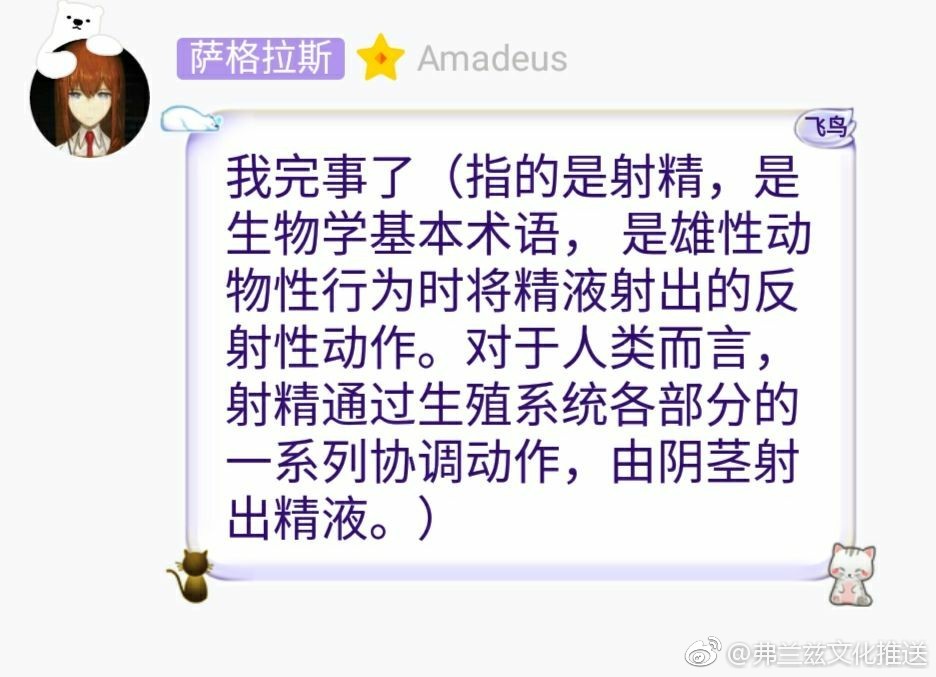 萨格拉斯 Amadeus
飞鸟
我完事了（指的是射精，是
生物学基本术语， 是雄性动
物性行为时将精液射出的反
射性动作。对于人类而言，
射精通过生殖系统各部分的
一系列协调动作，由阴茎射
出精液。）
@弗兰兹文化推送